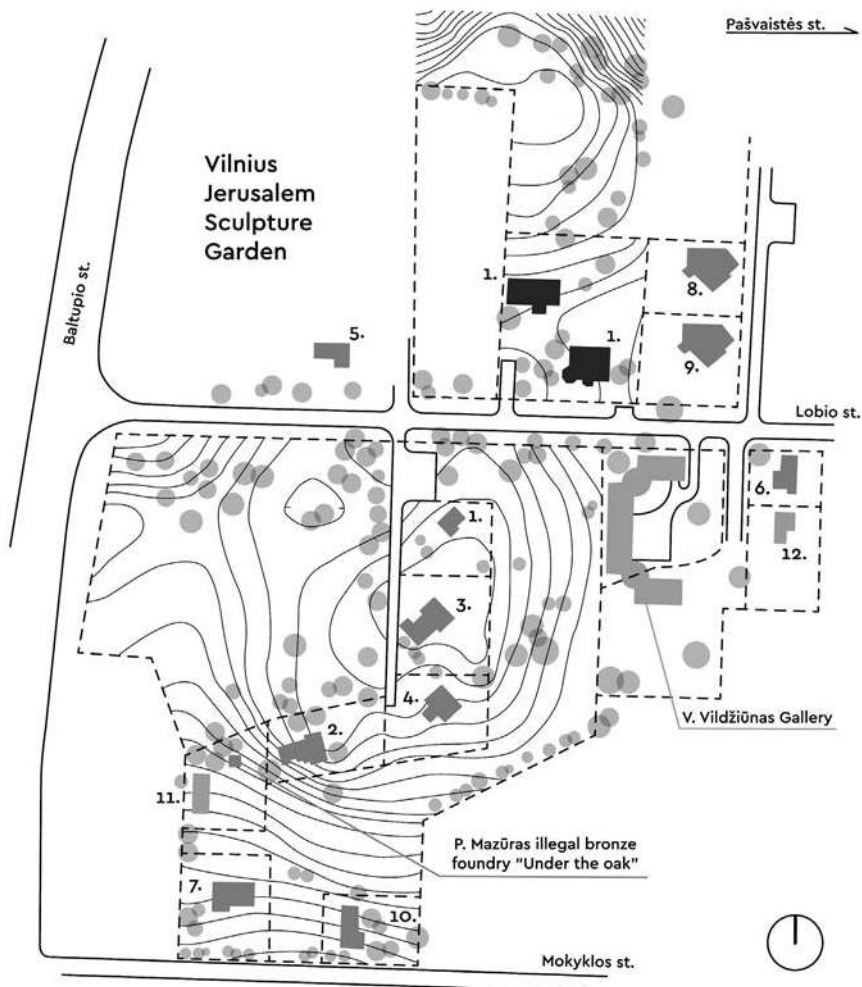 Pašvaistės st.
Vilnius
Jerusalem
Sculpture
Garden
Baltupio st.
1.
8.
5.
1.
9.
Lobio st.
6.
1.
12.
3.
4.
V. Vildžiūnas Gallery
2.
11.
P. Mazūras illegal bronze
foundry "Under the oak"
7.
10.
Mokyklos st.